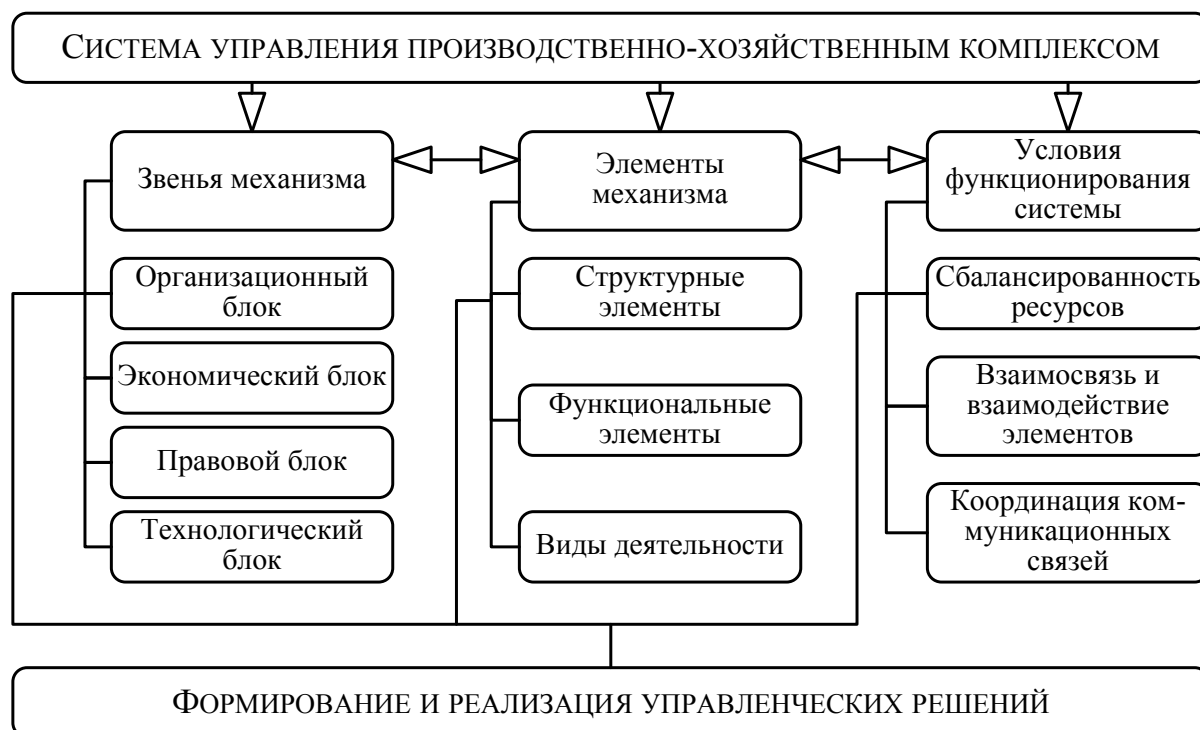 СИСТЕМА УПРАВЛЕНИЯ ПРОИЗВОДСТВЕННО-ХОЗЯЙСТВЕННЫМ КОМПЛЕКСОМ
Звенья механизма
Организационный
блок
Экономический блок
Правовой блок
Технологический
блок
Элементы
механизма
Структурные
элементы
Функциональные
элементы
Виды деятельности
Условия
функционирования
системы
Сбалансированность
ресурсов
Взаимосвязь и
взаимодействие
элементов
Координация ком-
муникационных
связей
ФОРМИРОВАНИЕ И РЕАЛИЗАЦИЯ УПРАВЛЕНЧЕСКИХ РЕШЕНИЙ